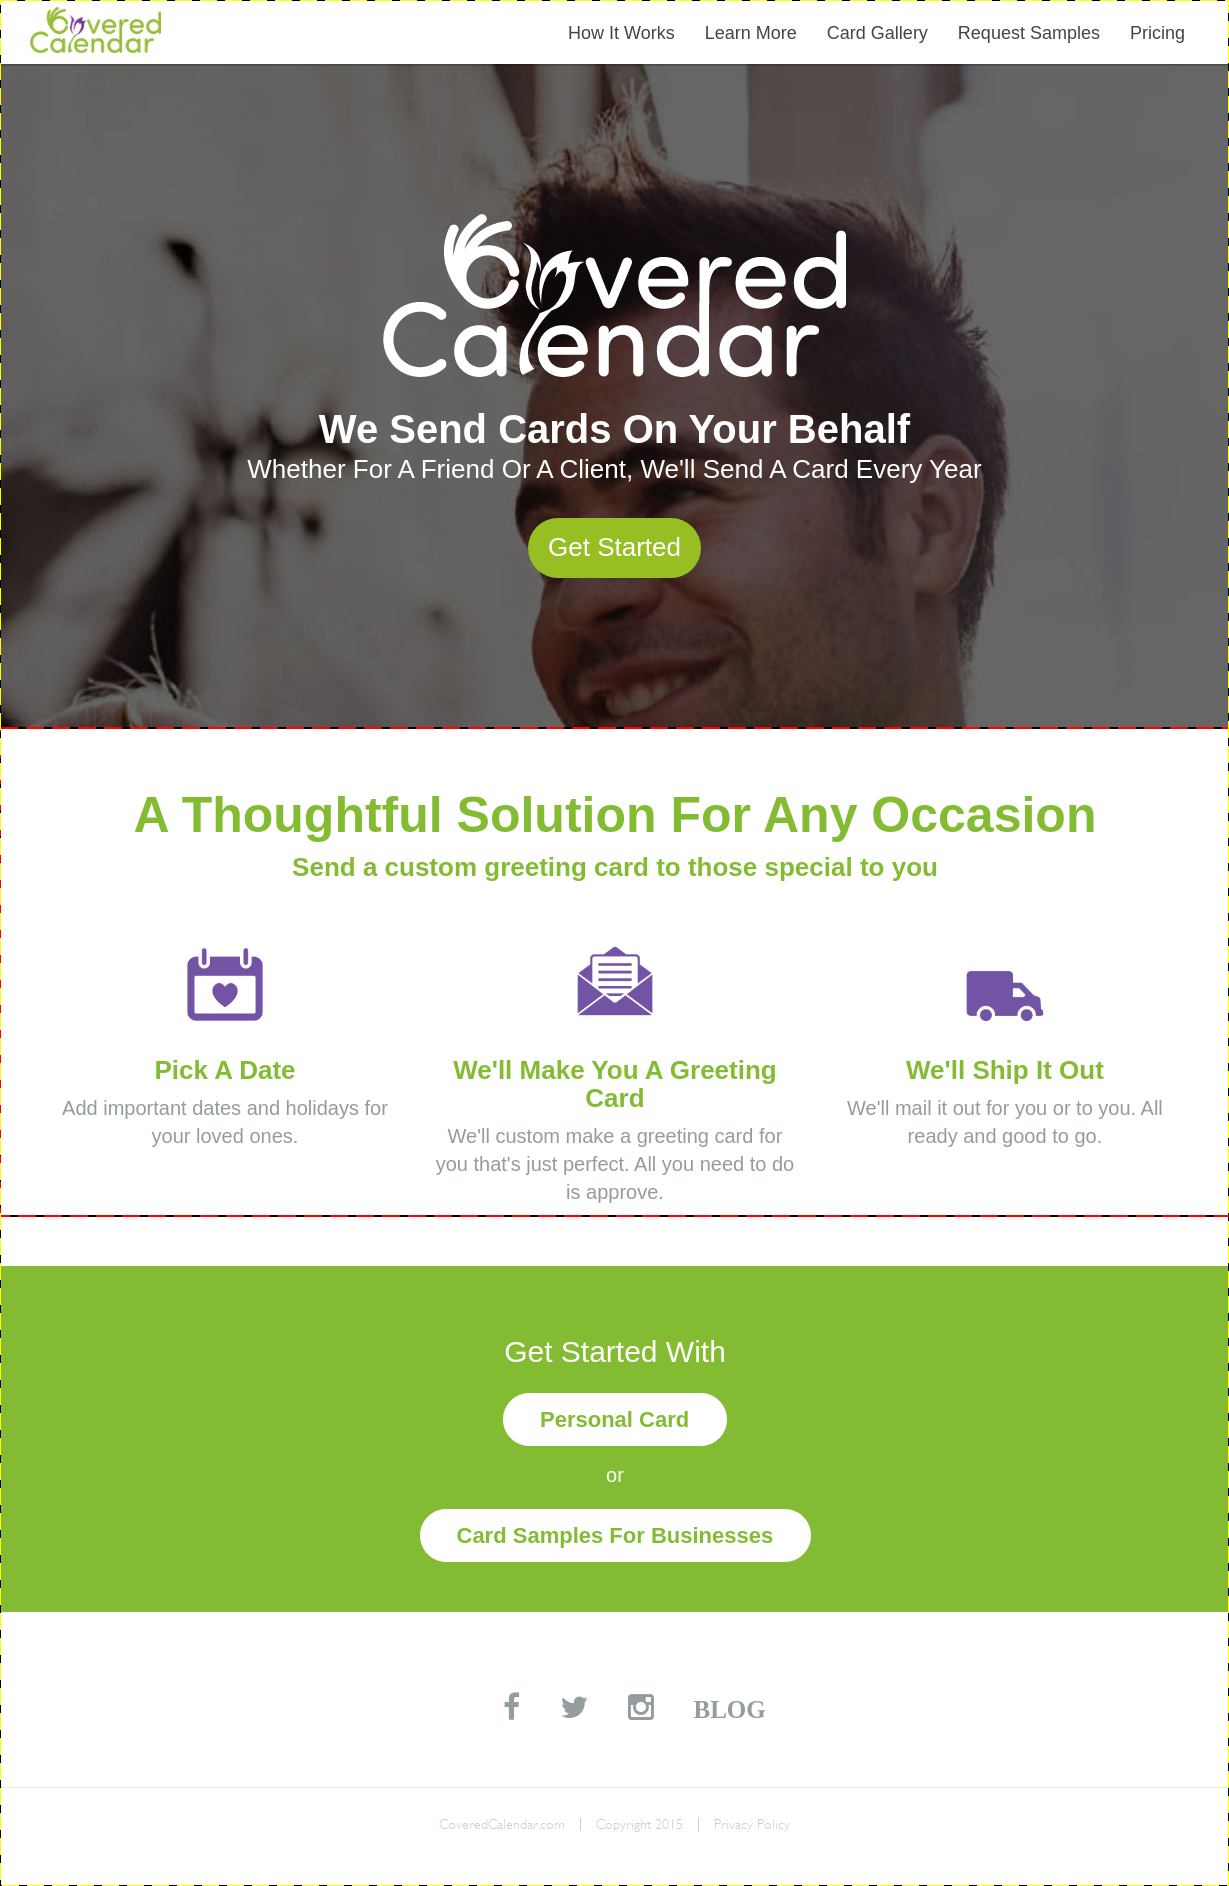 Covered
Calendar
How It Works
Learn More
Card Gallery
Request Samples
Pricing
Covered
Calendar
We Send Cards On Your Behalf
Whether For A Friend Or A Client, We'll Send A Card Every Year
Get Started
A Thoughtful Solution For Any Occasion
Send a custom greeting card to those special to you
Pick A Date
Add important dates and holidays for
your loved ones.
We'll Make You A Greeting
Card
We'll custom make a greeting card for
you that's just perfect. All you need to do
is approve.
We'll Ship It Out
We'll mail it out for you or to you. All
ready and good to go.
Get Started With
Personal Card
or
Card Samples For Businesses
BLOG
CoveredCalendar.com | Copyright 2015 | Privacy Policy